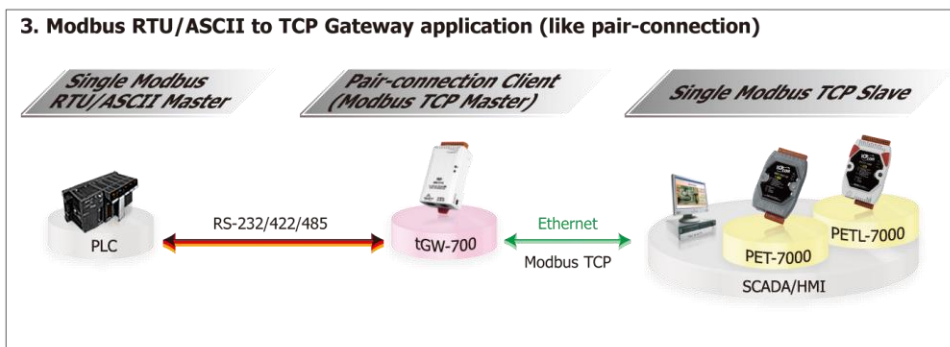 3. Modbus RTU/ASCII to TCP Gateway application (like pair-connection)
Single Modbus
RTU/ASCII Master
Pair-connection Client
(Modbus TCP Master)
Single Modbus TCP Slave
RS-232/422/485
Ethernet
Modbus TCP
PLC
tGW-700
PET-7000
PETL-7000
SCADA/HMI